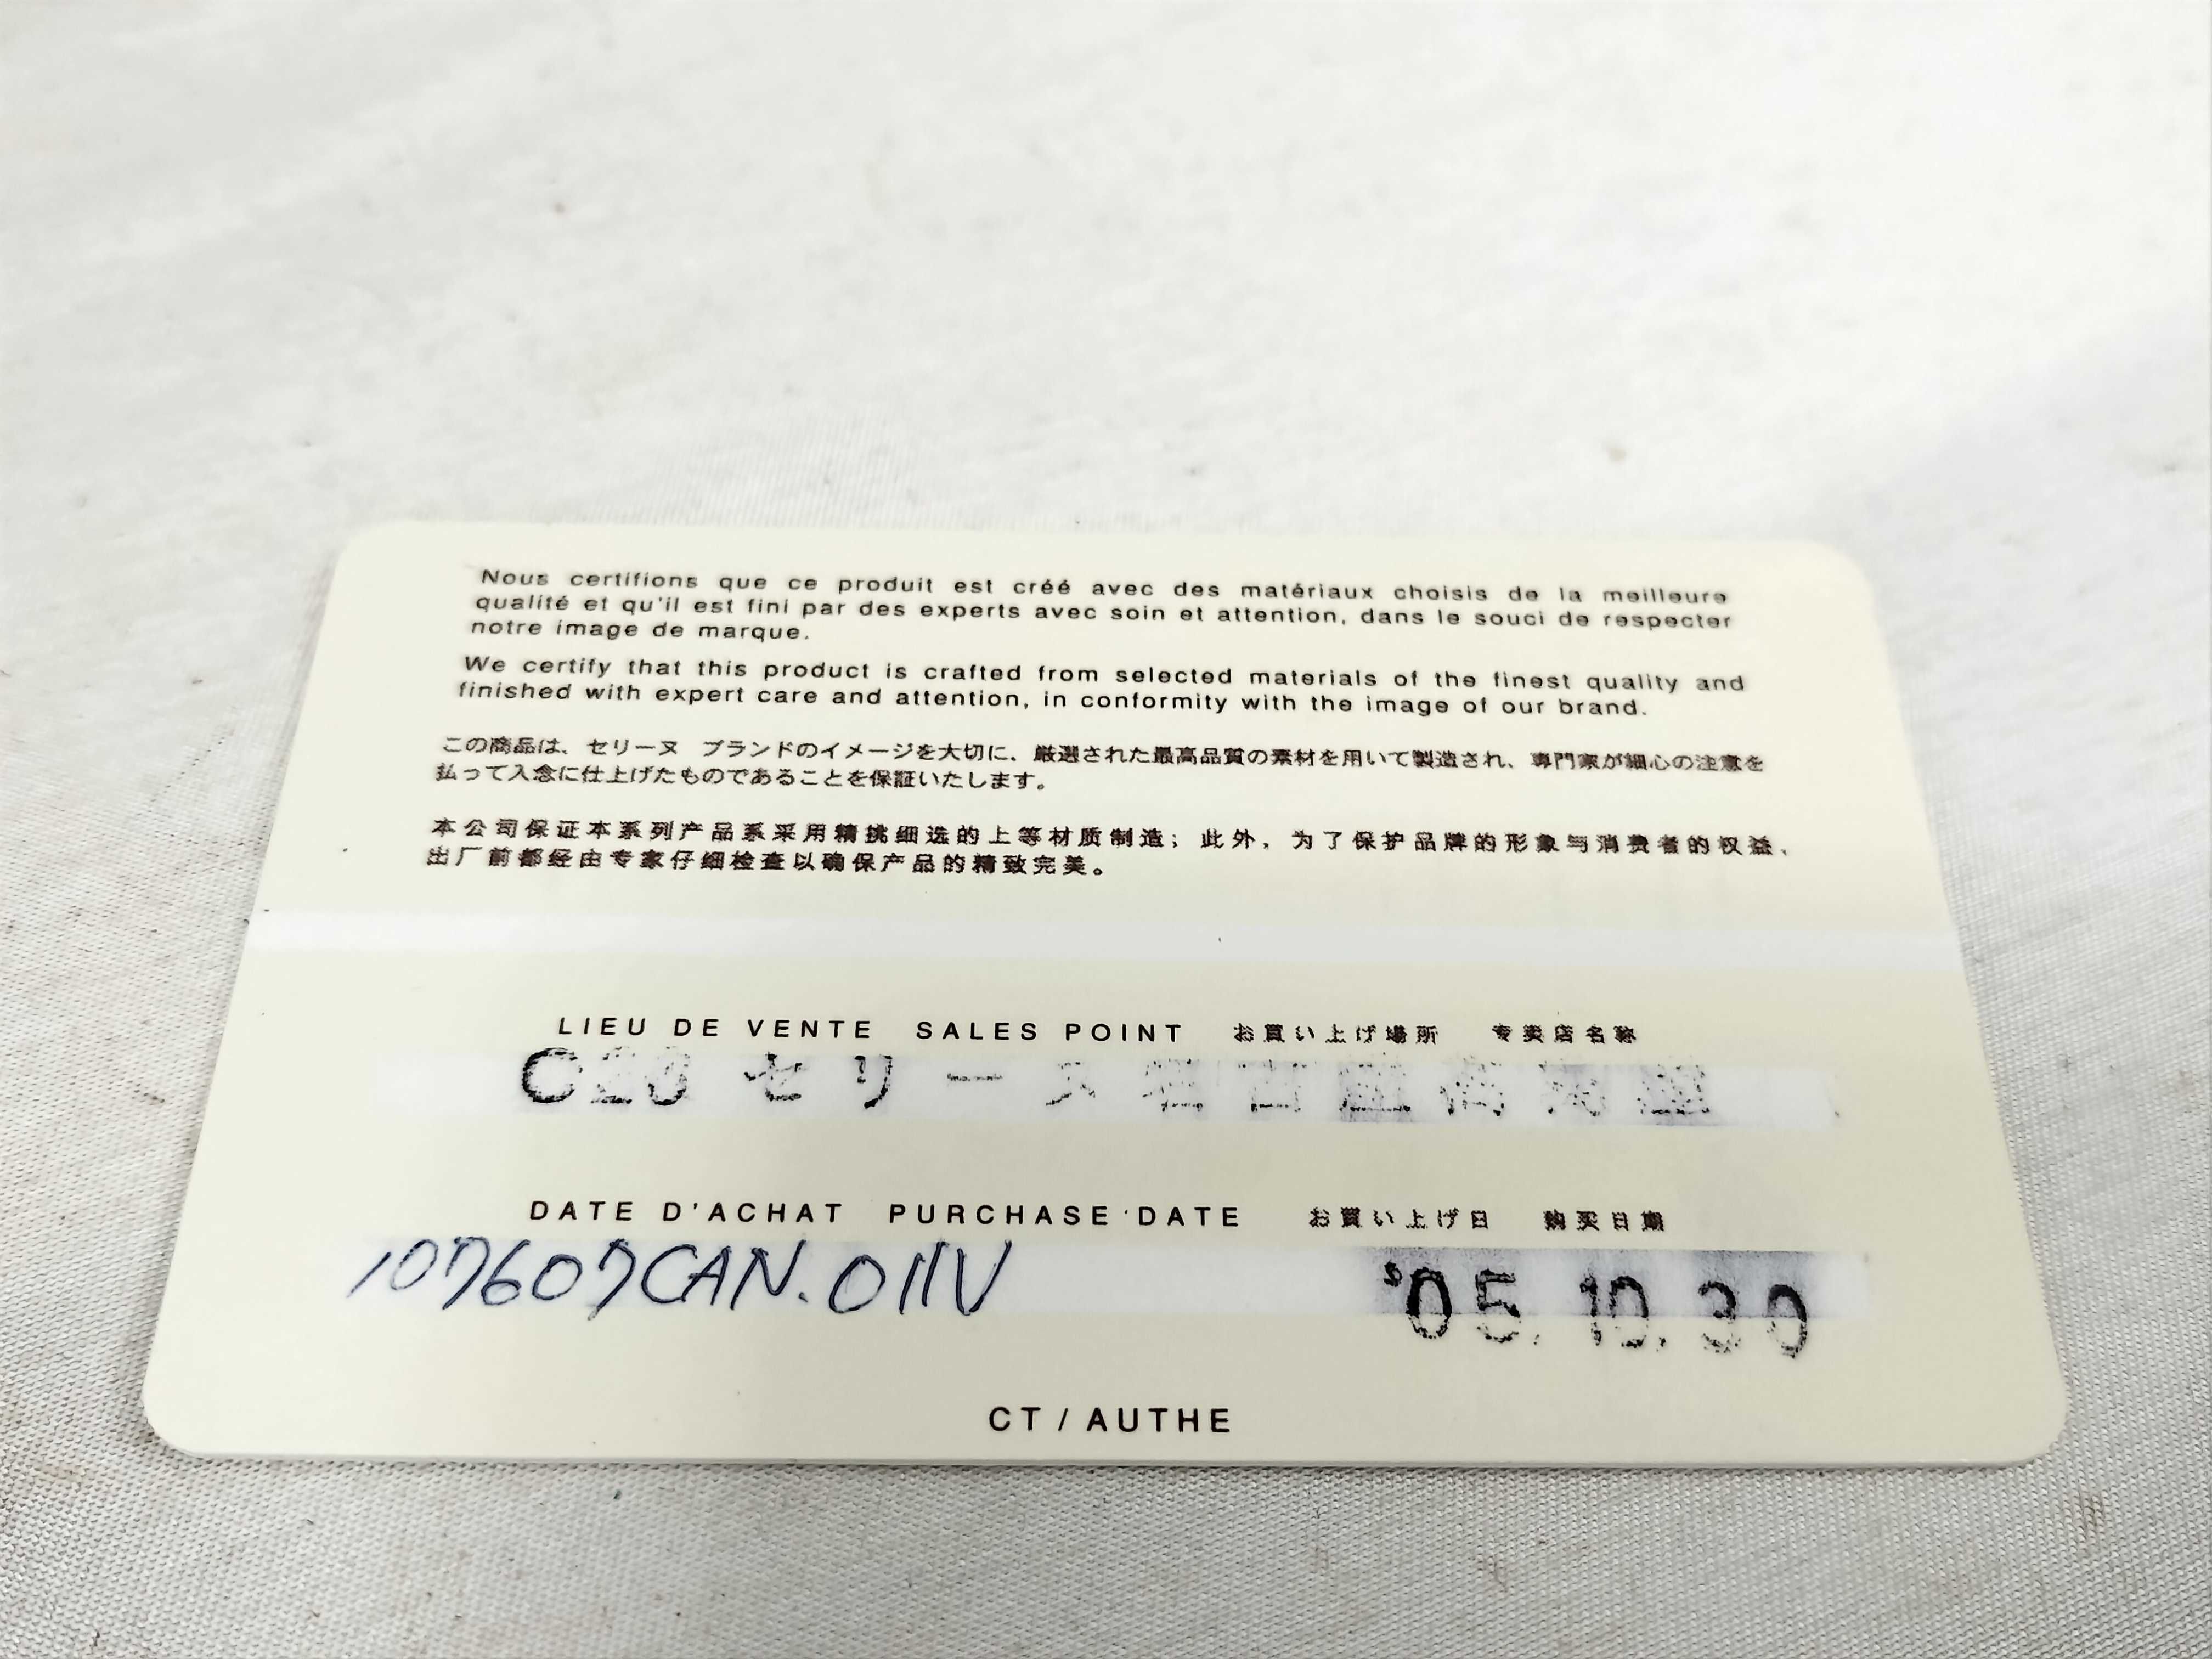 Nous certifions que ce produit est créé avec des matériaux choisis de la meilleure
qualité et qu'il est fini par des experts avec soin et attention, dans le souci de respecter
notre image de marque.
We certify that this product is crafted from selected materials of the finest quality and
finished with expert care and attention, in conformity with the image of our brand.
この商品は、セリーヌ ブランドのイメージを大切に、厳選された最高品質の素材を用いて製造され、専門家が細心の注意を
払って入念に仕上げたものであることを保証いたします。
本公司保证本系列产品系采用精挑细选的上等材质制造；此外，为了保护品牌的形象与消费者的权益，
出厂前都经由专家仔细检查以确保产品的精致完美。
LIEU DE VENTE SALES POINT お買い上げ場所 专卖店名称
セリーヌ
DATE D'ACHAT PURCHASE DATE お買い上げ日 购买日期
107607CAN.011V '05.10.30
CT / AUTHE